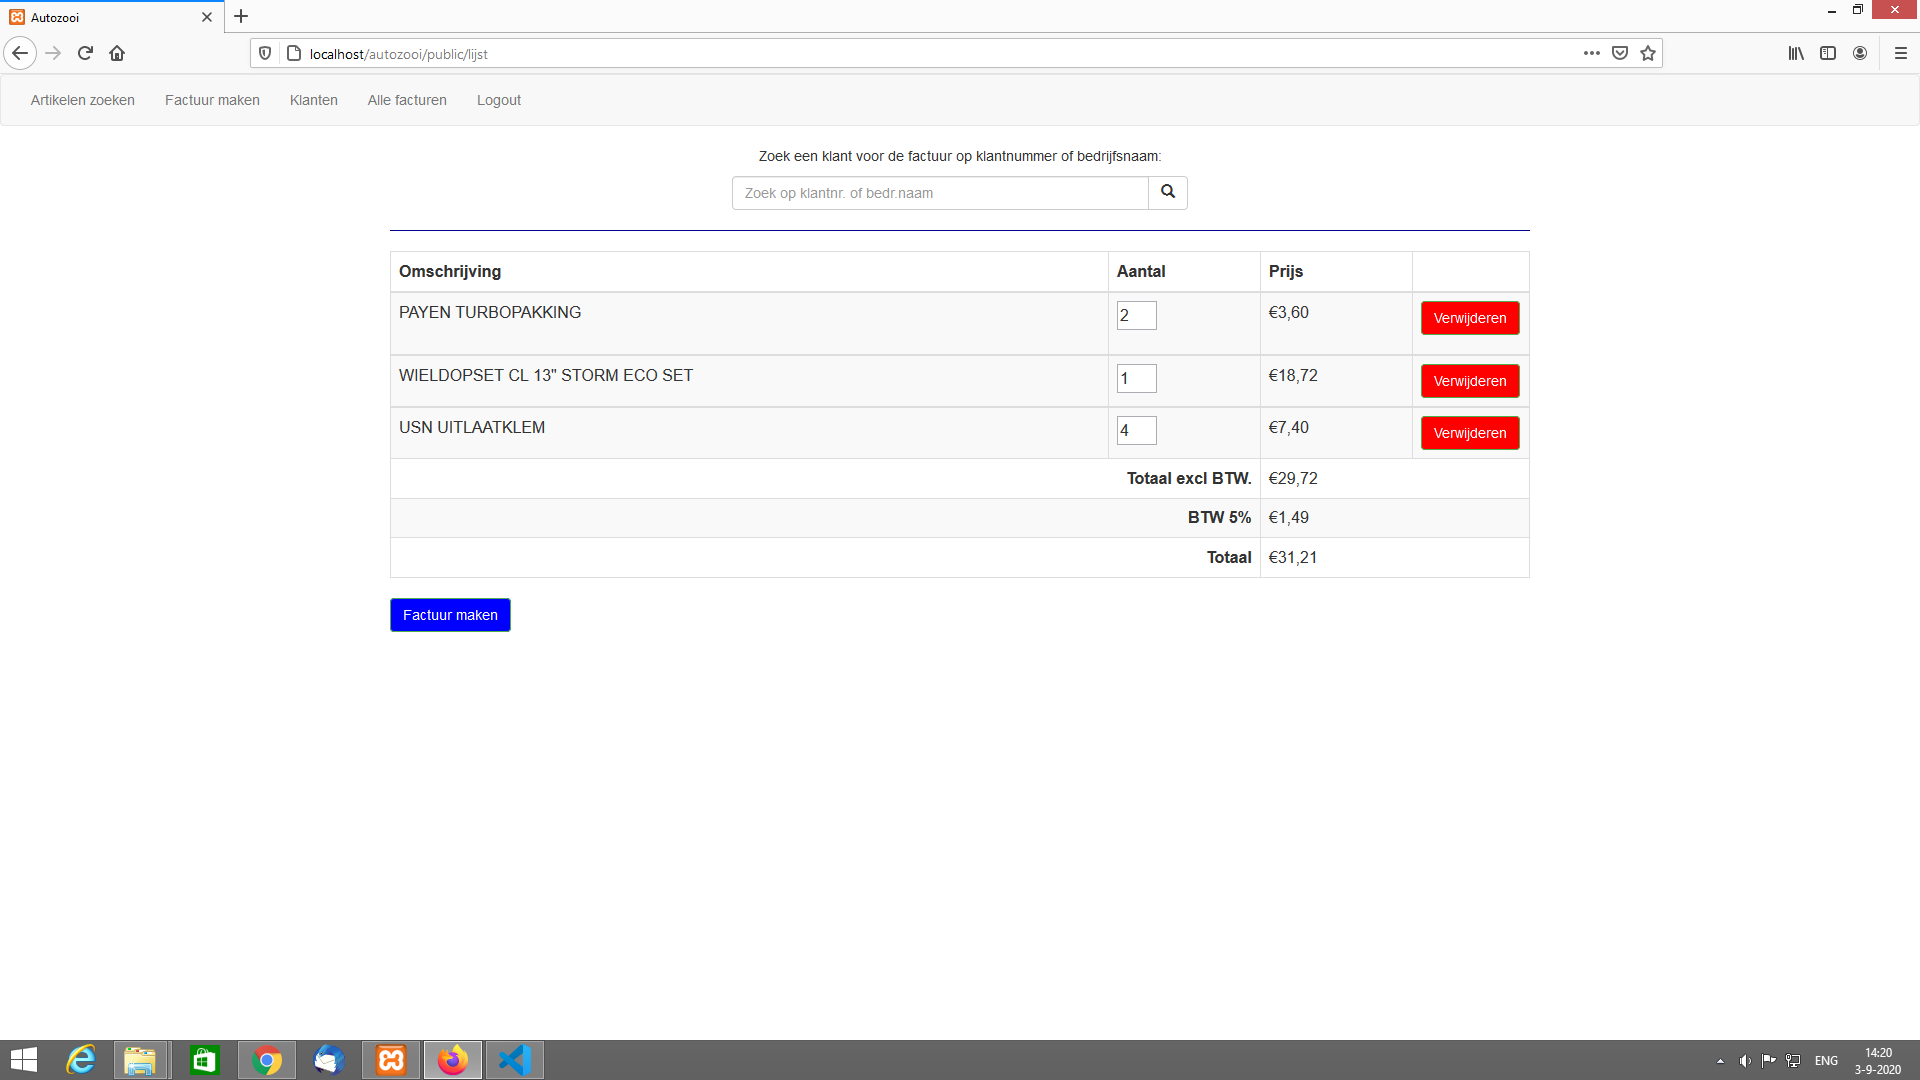 Autozooi
localhost/autozooi/public/lijst
Artikelen zoeken Factuur maken Klanten Alle facturen Logout
Zoek een klant voor de factuur op klantnummer of bedrijfsnaam:
Zoek op klantnr. of bedr.naam
Omschrijving Aantal Prijs
PAYEN TURBOPAKKING 2 €3,60 Verwijderen
WIELDOPSET CL 13" STORM ECO SET 1 €18,72 Verwijderen
USN UITLAATKLEM 4 €7,40 Verwijderen
Totaal excl BTW. €29,72
BTW 5% €1,49
Totaal €31,21
Factuur maken
ENG 14:20
3-9-2020